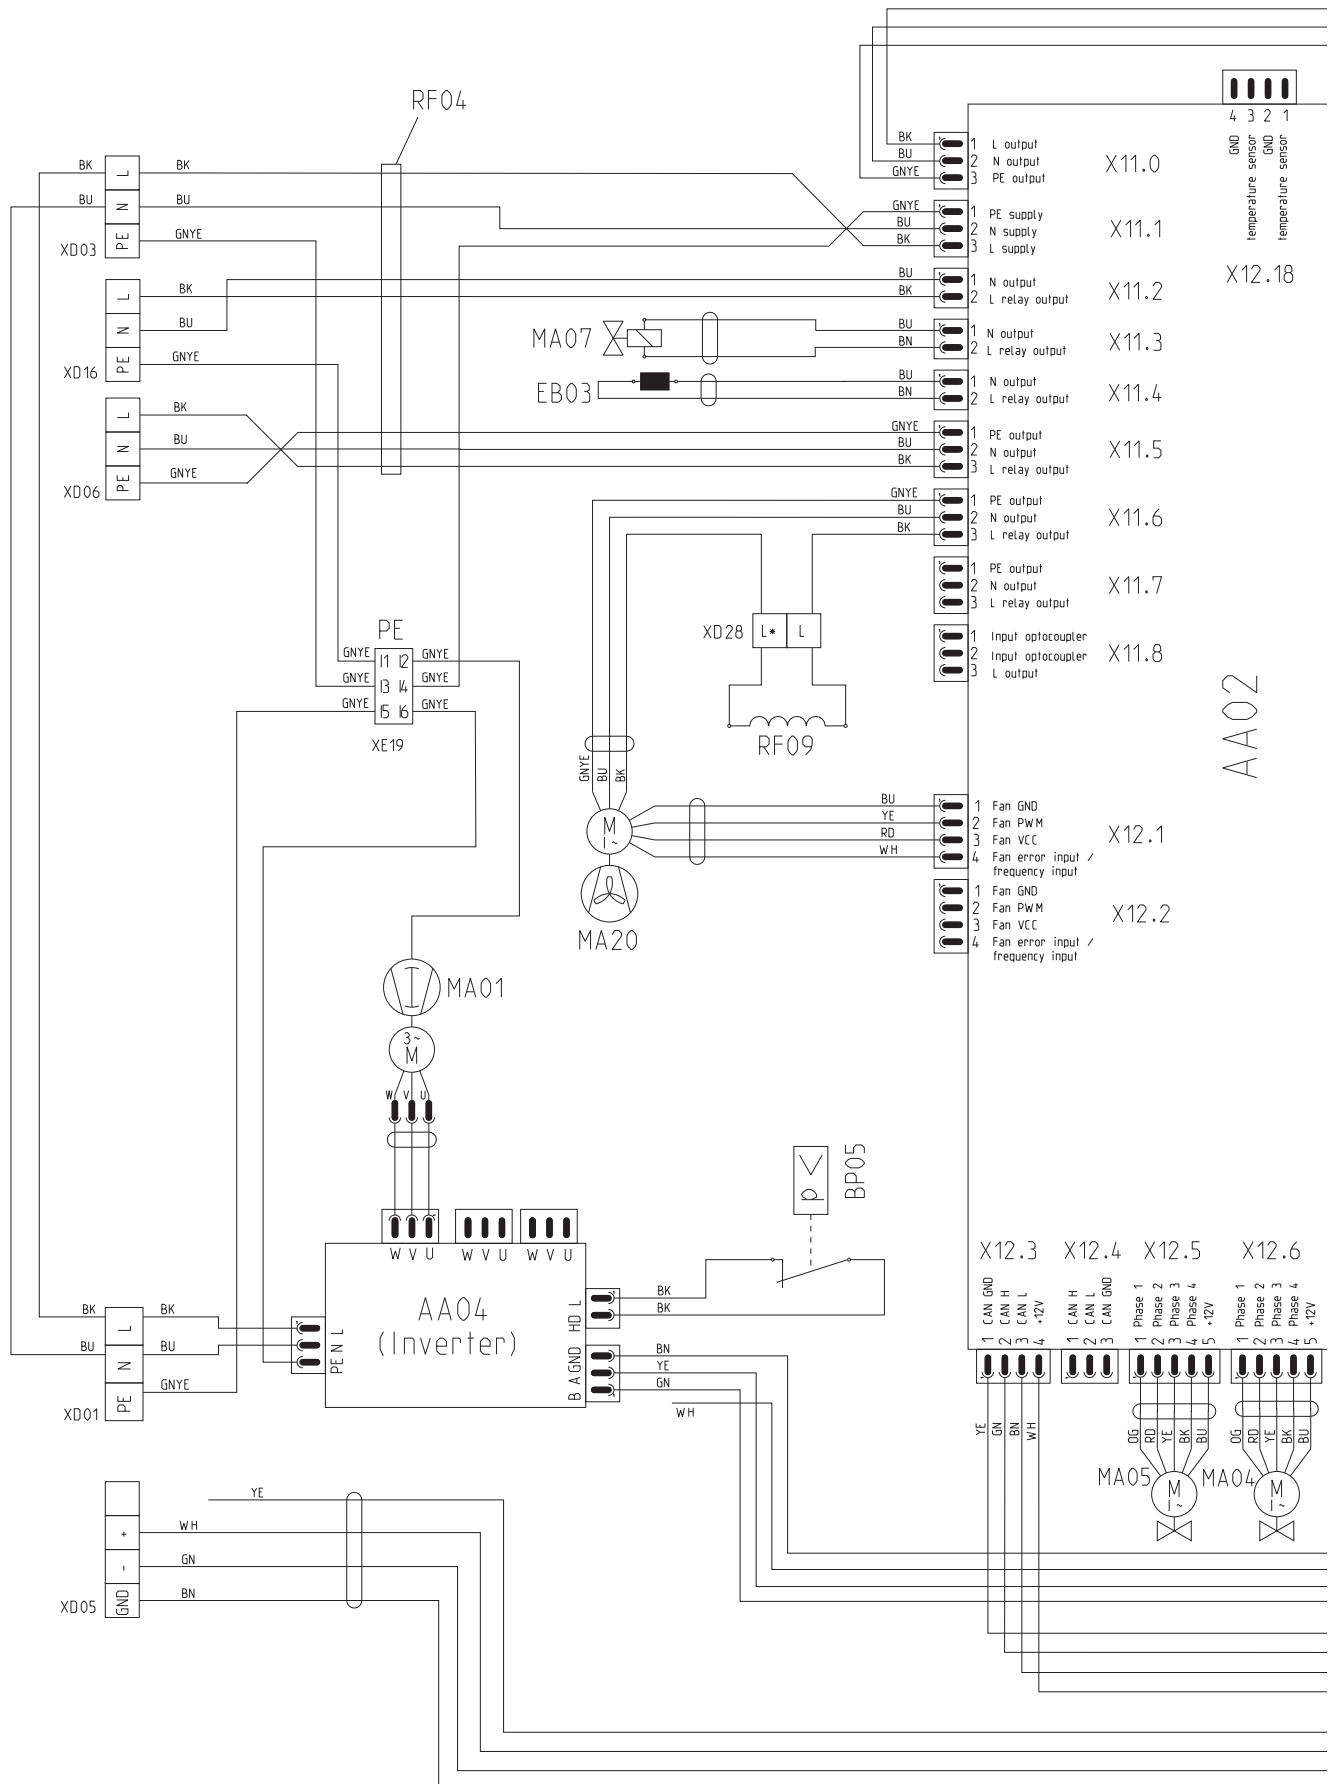 RF04
BK L BK
BU N BU
PE GNYE
XD03
L BK
N BU
PE GNYE
XD16
L BK
N BU
PE GNYE
XD06
BK 1 L output
BU 2 N output
GNYE 3 PE output
X11.0
GNYE 1 PE supply
BU 2 N supply
BK 3 L supply
X11.1
BU 1 N output
BK 2 L relay output
X11.2
MA07
BU 1 N output
BN 2 L relay output
X11.3
EB03
BU 1 N output
BN 2 L relay output
X11.4
GNYE 1 PE output
BU 2 N output
BK 3 L relay output
X11.5
GNYE 1 PE output
BU 2 N output
BK 3 L relay output
X11.6
1 PE output
2 N output
3 L relay output
X11.7
1 Input optocoupler
2 Input optocoupler
3 L output
X11.8
4 3 2 1
GND
temperature sensor
GND
temperature sensor
X12.18
AA02
XD28 L* L
RF09
PE
GNYE I1 I2 GNYE
GNYE I3 I4 GNYE
GNYE I5 I6 GNYE
XE19
GNYE BU BK
M
1~
MA20
BU 1 Fan GND
YE 2 Fan PWM
RD 3 Fan VCC
WH 4 Fan error input /
frequency input
X12.1
1 Fan GND
2 Fan PWM
3 Fan VCC
4 Fan error input /
frequency input
X12.2
MA01
3~
M
W V U
W V U W V U W V U
AA04
(Inverter)
BK L BK
BU N BU
PE GNYE
XD01
PE N L
HD L
BK
BK
p
BP05
B A GND
BN
YE
GN
WH
X12.3 X12.4 X12.5 X12.6
1 CAN GND
2 CAN H
3 CAN L
4 +12V
1 CAN H
2 CAN L
3 CAN GND
1 Phase 1
2 Phase 2
3 Phase 3
4 Phase 4
5 +12V
1 Phase 1
2 Phase 2
3 Phase 3
4 Phase 4
5 +12V
YE GN BN WH
OG RD YE BK BU
OG RD YE BK BU
MA05 M
1~
MA04 M
1~
YE
+ WH
- GN
GND BN
XD05